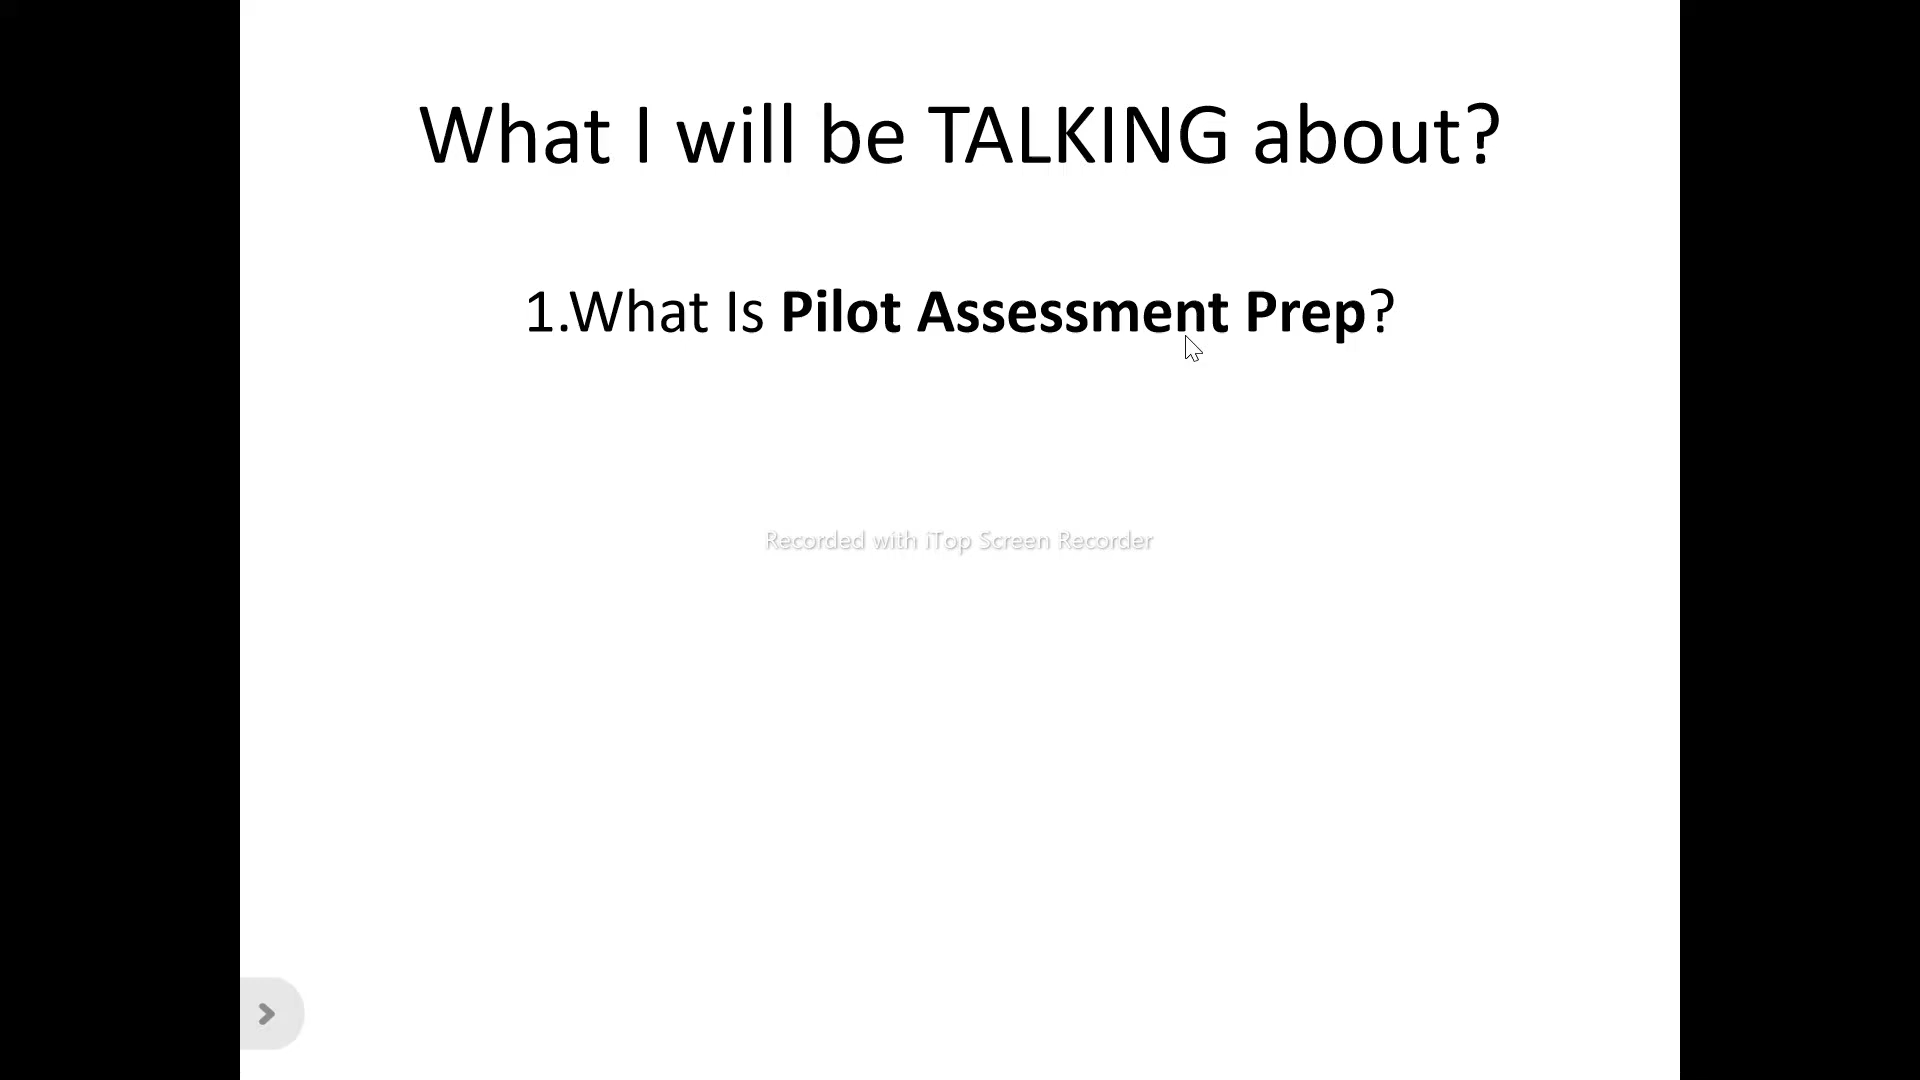 What I will be TALKING about?
1.What Is Pilot Assessment Prep?
Recorded with iTop Screen Recorder